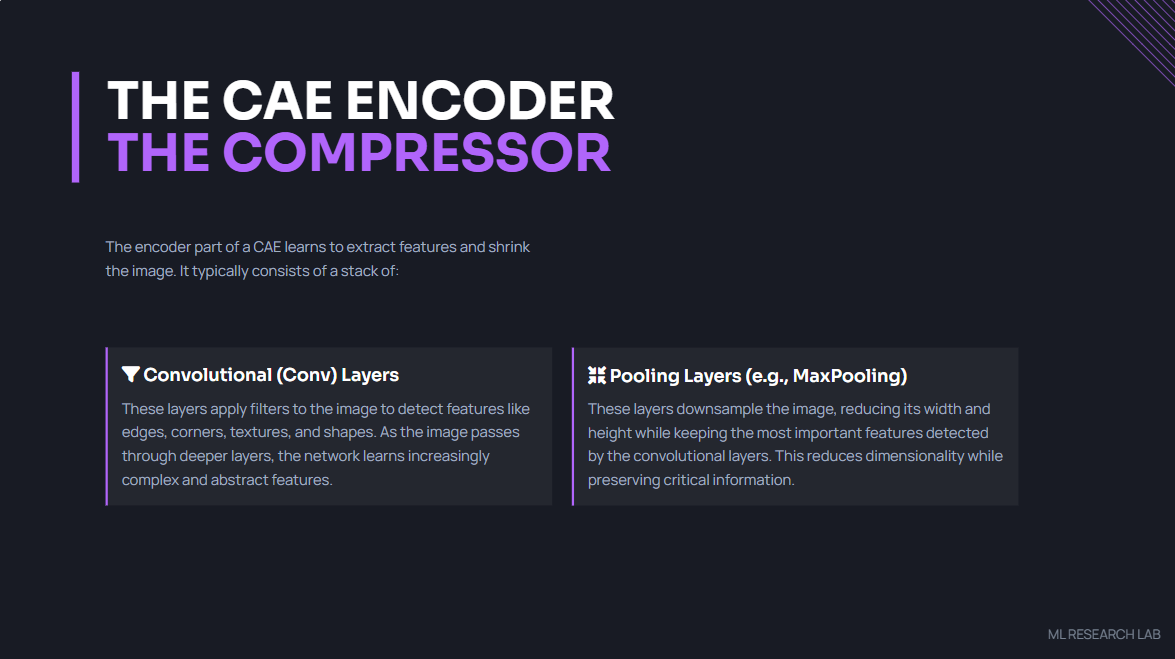 THE CAE ENCODER
THE COMPRESSOR
The encoder part of a CAE learns to extract features and shrink
the image. It typically consists of a stack of:
Convolutional (Conv) Layers
These layers apply filters to the image to detect features like
edges, corners, textures, and shapes. As the image passes
through deeper layers, the network learns increasingly
complex and abstract features.
Pooling Layers (e.g., MaxPooling)
These layers downsample the image, reducing its width and
height while keeping the most important features detected
by the convolutional layers. This reduces dimensionality while
preserving critical information.
ML RESEARCH LAB